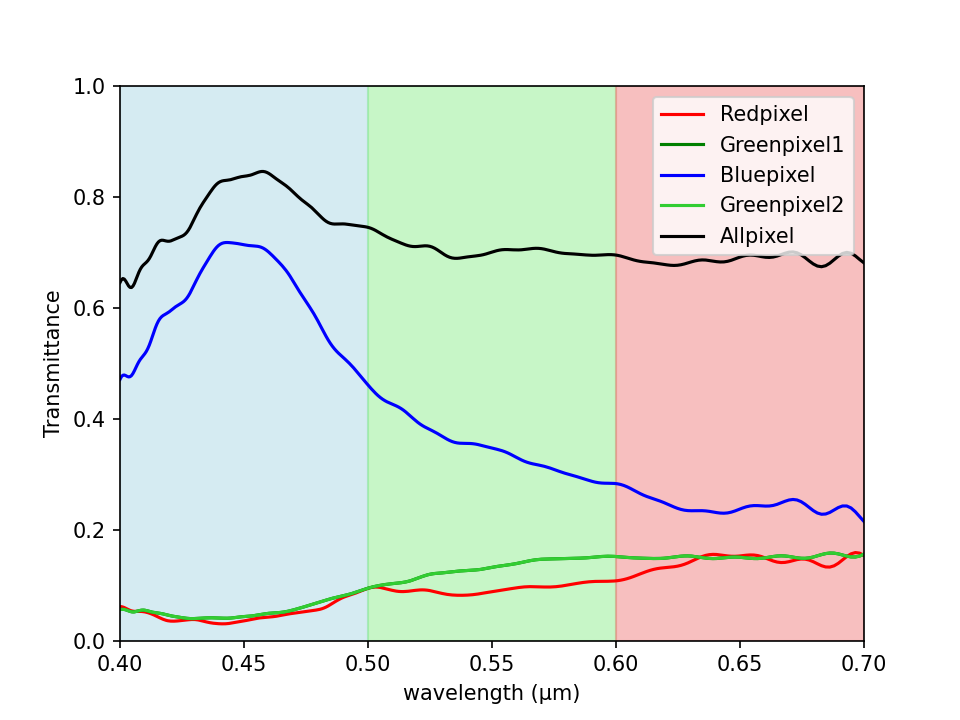 1.0
0.8
0.6
0.4
0.2
0.0
Transmittance
Redpixel
Greenpixel1
Bluepixel
Greenpixel2
Allpixel
0.40 0.45 0.50 0.55 0.60 0.65 0.70
wavelength (μm)